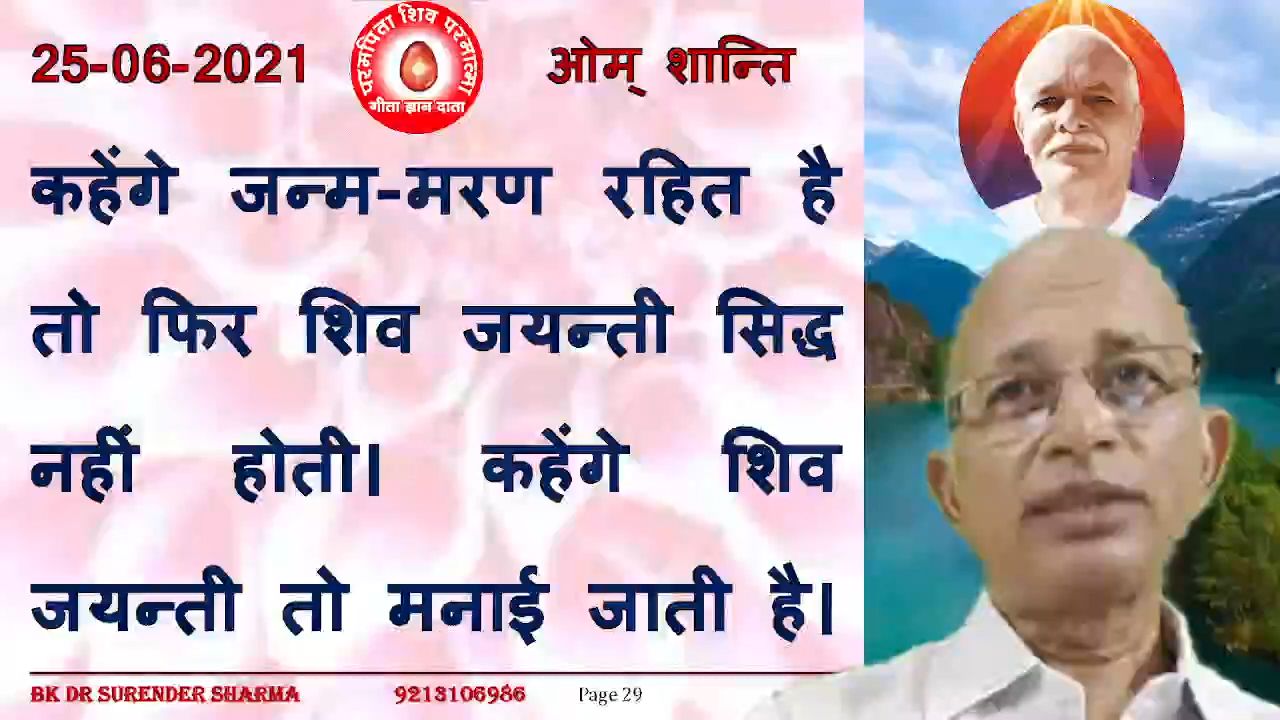 25-06-2021
परमपिता शिव परमात्मा
गीता ज्ञान दाता
ओम् शान्ति
कहेंगे जन्म-मरण रहित है
तो फिर शिव जयन्ती सिद्ध
नहीं होती। कहेंगे शिव
जयन्ती तो मनाई जाती है।
BK DR SURENDER SHARMA 9213106986 Page 29